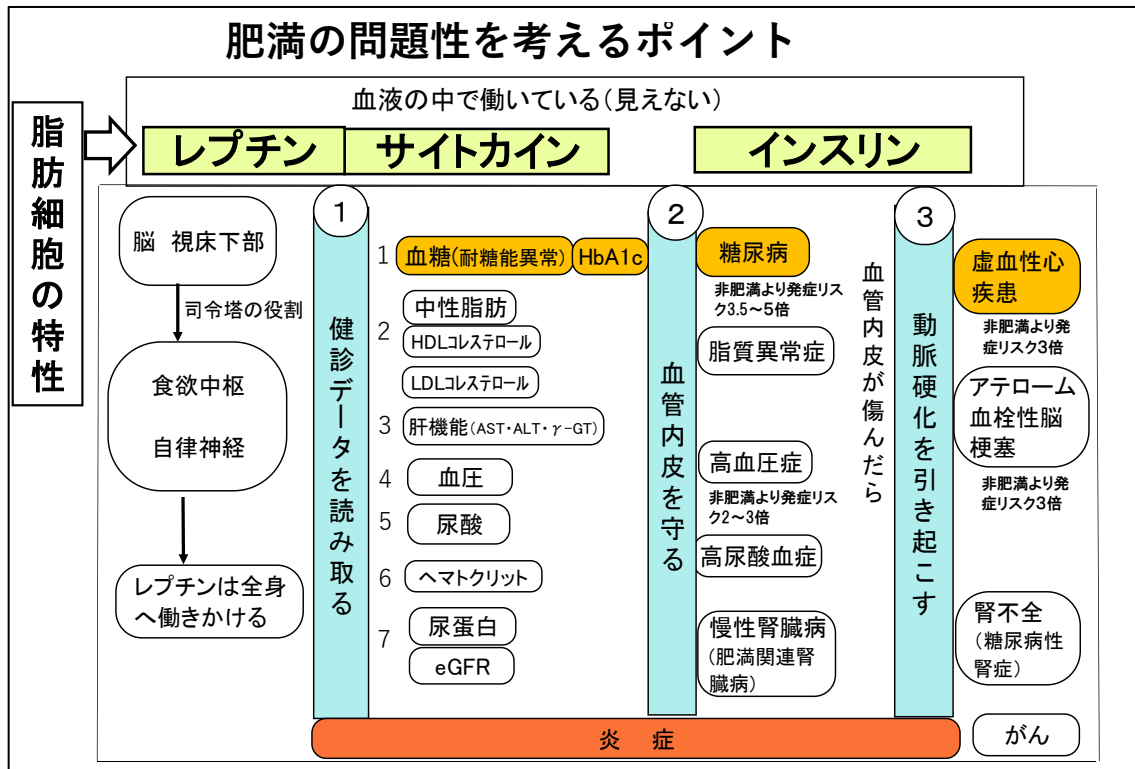 肥満の問題性を考えるポイント
脂肪細胞の特性
血液の中で働いている(見えない)
レプチン
サイトカイン
インスリン
脳 視床下部
司令塔の役割
食欲中枢
自律神経
レプチンは全身
へ働きかける
1
健診データを読み取る
1
血糖(耐糖能異常)
HbA1c
2
中性脂肪
HDLコレステロール
LDLコレステロール
3
肝機能(AST・ALT・γ-GT)
4
血圧
5
尿酸
6
ヘマトクリット
7
尿蛋白
eGFR
2
血管内皮を守る
糖尿病
非肥満より発症リス
ク3.5~5倍
脂質異常症
高血圧症
非肥満より発症リス
ク2~3倍
高尿酸血症
慢性腎臓病
(肥満関連腎
臓病)
血管内皮が傷んだら
3
動脈硬化を引き起こす
虚血性心
疾患
非肥満より発
症リスク3倍
アテローム
血栓性脳
梗塞
非肥満より発
症リスク3倍
腎不全
(糖尿病性
腎症)
がん
炎 症